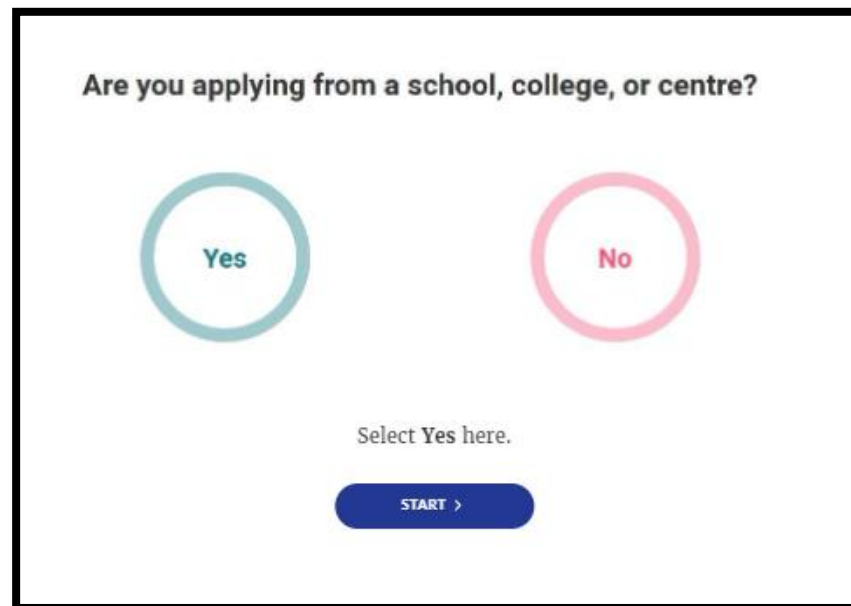 Are you applying from a school, college, or centre?
Yes No
Select Yes here.
START >